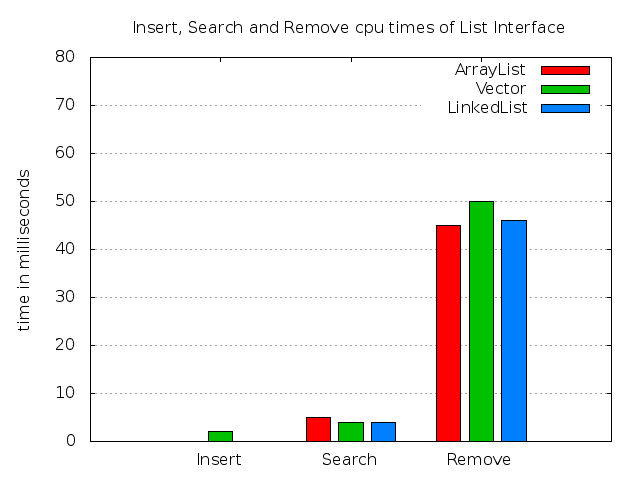 Insert, Search and Remove cpu times of List Interface
80
70
60
50
40
30
20
10
0
time in milliseconds
ArrayList
Vector
LinkedList
Insert
Search
Remove